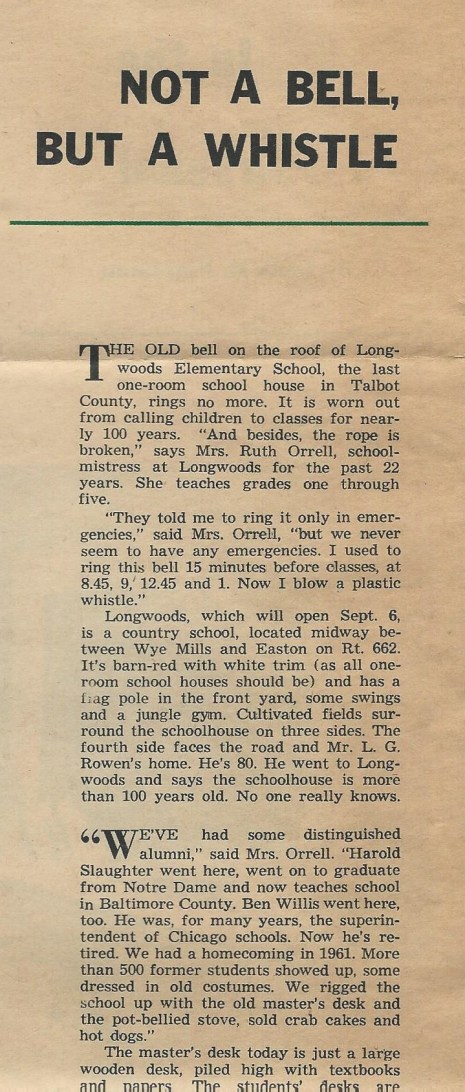 NOT A BELL,
BUT A WHISTLE
THE OLD bell on the roof of Long-
woods Elementary School, the last
one-room school house in Talbot
County, rings no more. It is worn out
from calling children to classes for near-
ly 100 years. "And besides, the rope is
broken," says Mrs. Ruth Orrell, school-
mistress at Longwoods for the past 22
years. She teaches grades one through
five.
"They told me to ring it only in emer-
gencies," said Mrs. Orrell, "but we never
seem to have any emergencies. I used to
ring this bell 15 minutes before classes, at
8.45, 9, 12.45 and 1. Now I blow a plastic
whistle."
Longwoods, which will open Sept. 6,
is a country school, located midway be-
tween Wye Mills and Easton on Rt. 662.
It's barn-red with white trim (as all one-
room school houses should be) and has a
flag pole in the front yard, some swings
and a jungle gym. Cultivated fields sur-
round the schoolhouse on three sides. The
fourth side faces the road and Mr. L. G.
Rowen's home. He's 80. He went to Long-
woods and says the schoolhouse is more
than 100 years old. No one really knows.
"WE'VE had some distinguished
alumni," said Mrs. Orrell. "Harold
Slaughter went here, went on to graduate
from Notre Dame and now teaches school
in Baltimore County. Ben Willis went here,
too. He was, for many years, the superin-
tendent of Chicago schools. Now he's re-
tired. We had a homecoming in 1961. More
than 500 former students showed up, some
dressed in old costumes. We rigged the
school up with the old master's desk and
the pot-bellied stove, sold crab cakes and
hot dogs."
The master's desk today is just a large
wooden desk, piled high with textbooks
and papers. The students' desks are